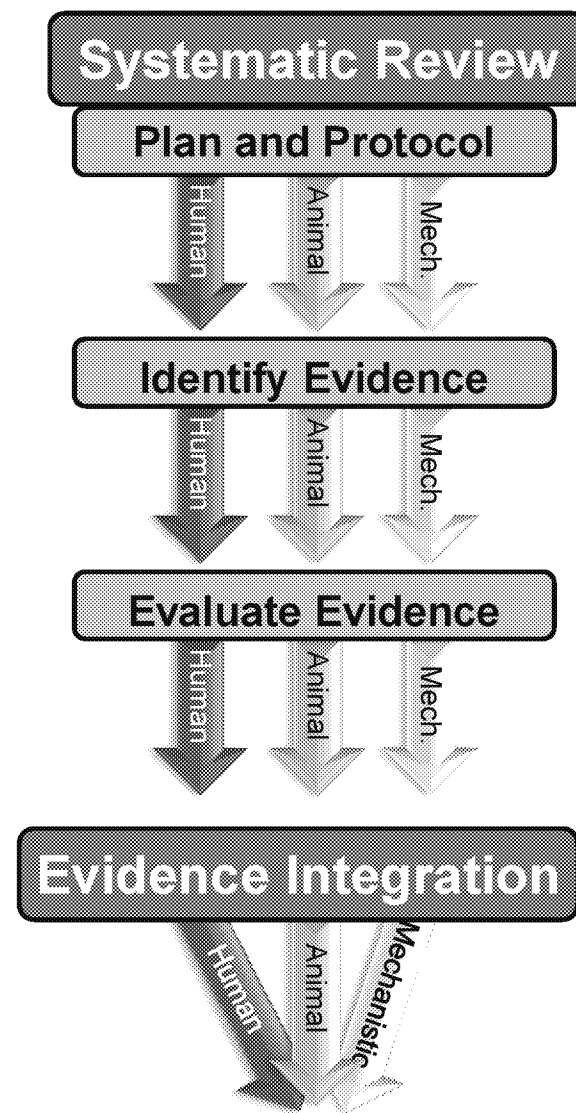 Systematic Review
Plan and Protocol
Human
Animal
Mech.
Identify Evidence
Human
Animal
Mech.
Evaluate Evidence
Human
Animal
Mech.
Evidence Integration
Human
Animal
Mechanistic